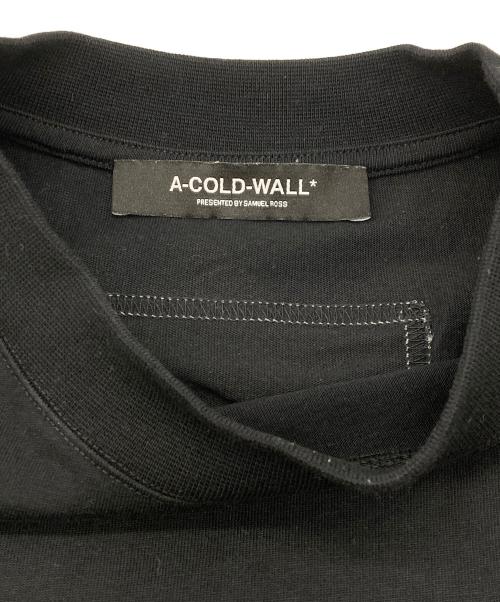 A-COLD-WALL*
PRESENTED BY SAMUEL ROSS